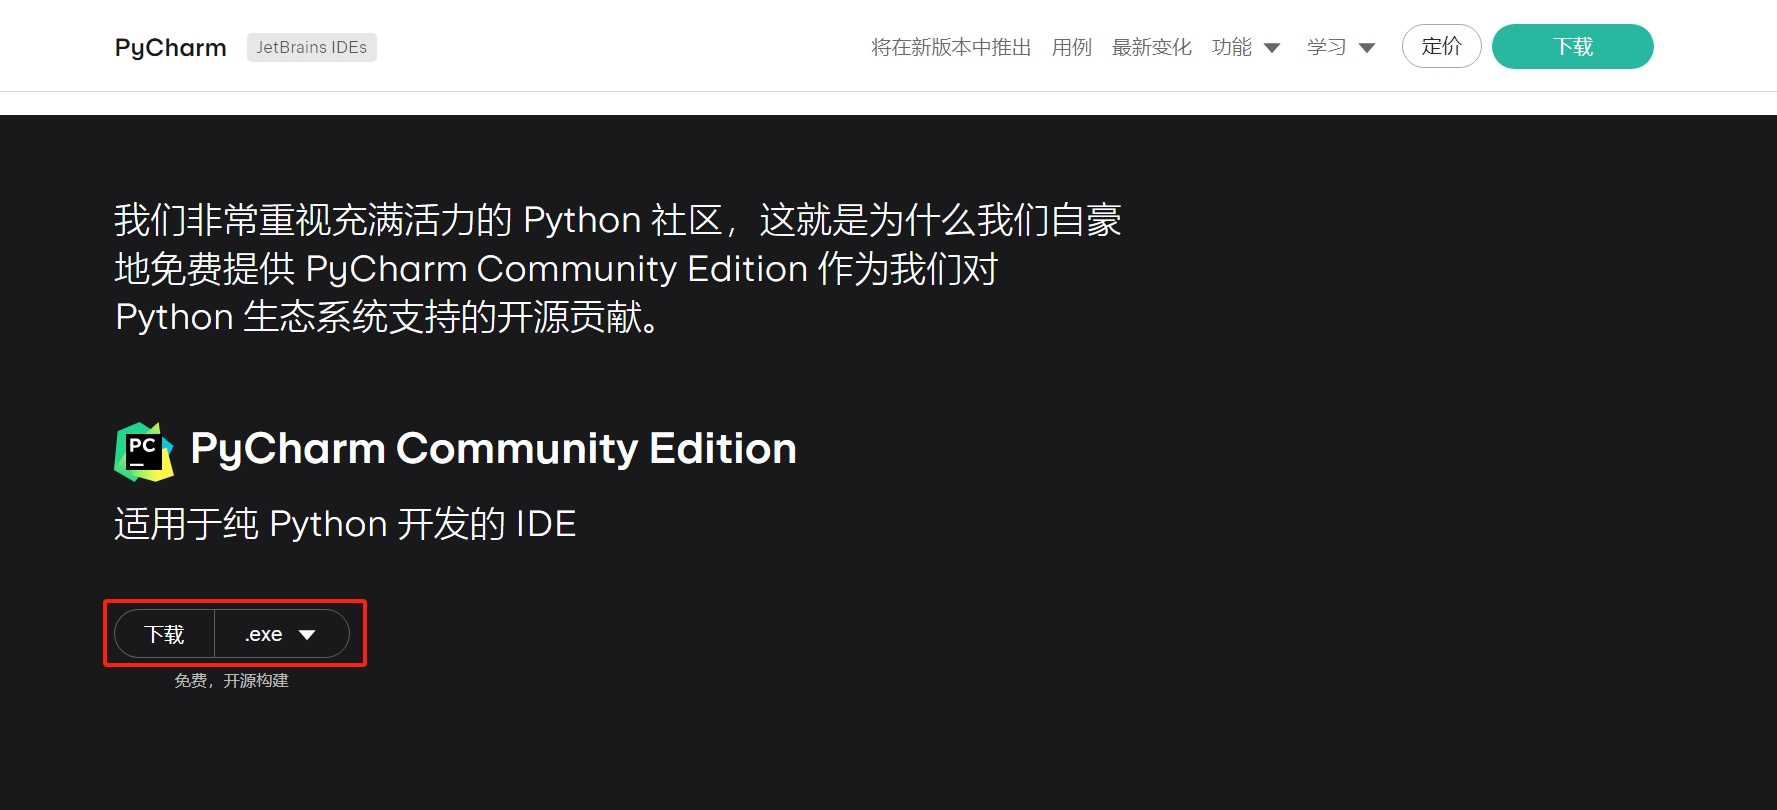 PyCharm JetBrains IDEs 将在新版本中推出 用例 最新变化 功能 学习 定价 下载
我们非常重视充满活力的 Python 社区，这就是为什么我们自豪
地免费提供 PyCharm Community Edition 作为我们对
Python 生态系统支持的开源贡献。
PC
PyCharm Community Edition
适用于纯 Python 开发的 IDE
下载 .exe
免费，开源构建